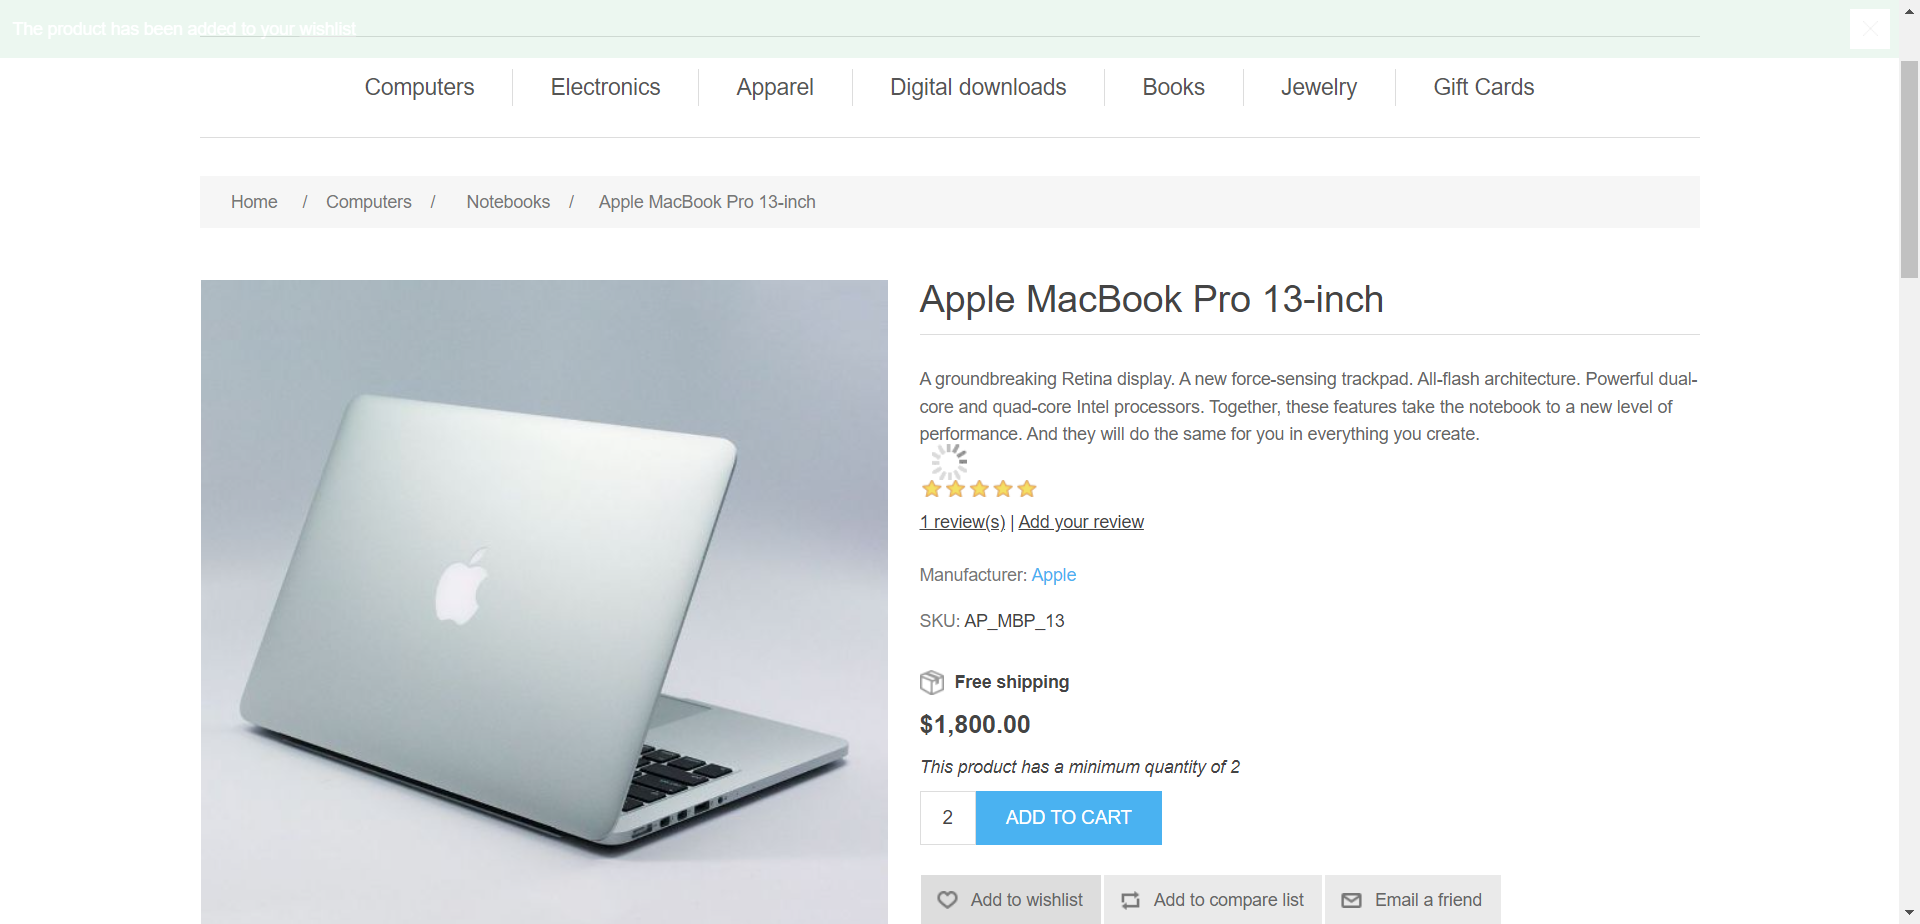 The product has been added to your wishlist
Computers
Electronics
Apparel
Digital downloads
Books
Jewelry
Gift Cards
Home / Computers / Notebooks / Apple MacBook Pro 13-inch
Apple MacBook Pro 13-inch
A groundbreaking Retina display. A new force-sensing trackpad. All-flash architecture. Powerful dual-
core and quad-core Intel processors. Together, these features take the notebook to a new level of
performance. And they will do the same for you in everything you create.
1 review(s) | Add your review
Manufacturer: Apple
SKU: AP_MBP_13
Free shipping
$1,800.00
This product has a minimum quantity of 2
2 ADD TO CART
Add to wishlist
Add to compare list
Email a friend